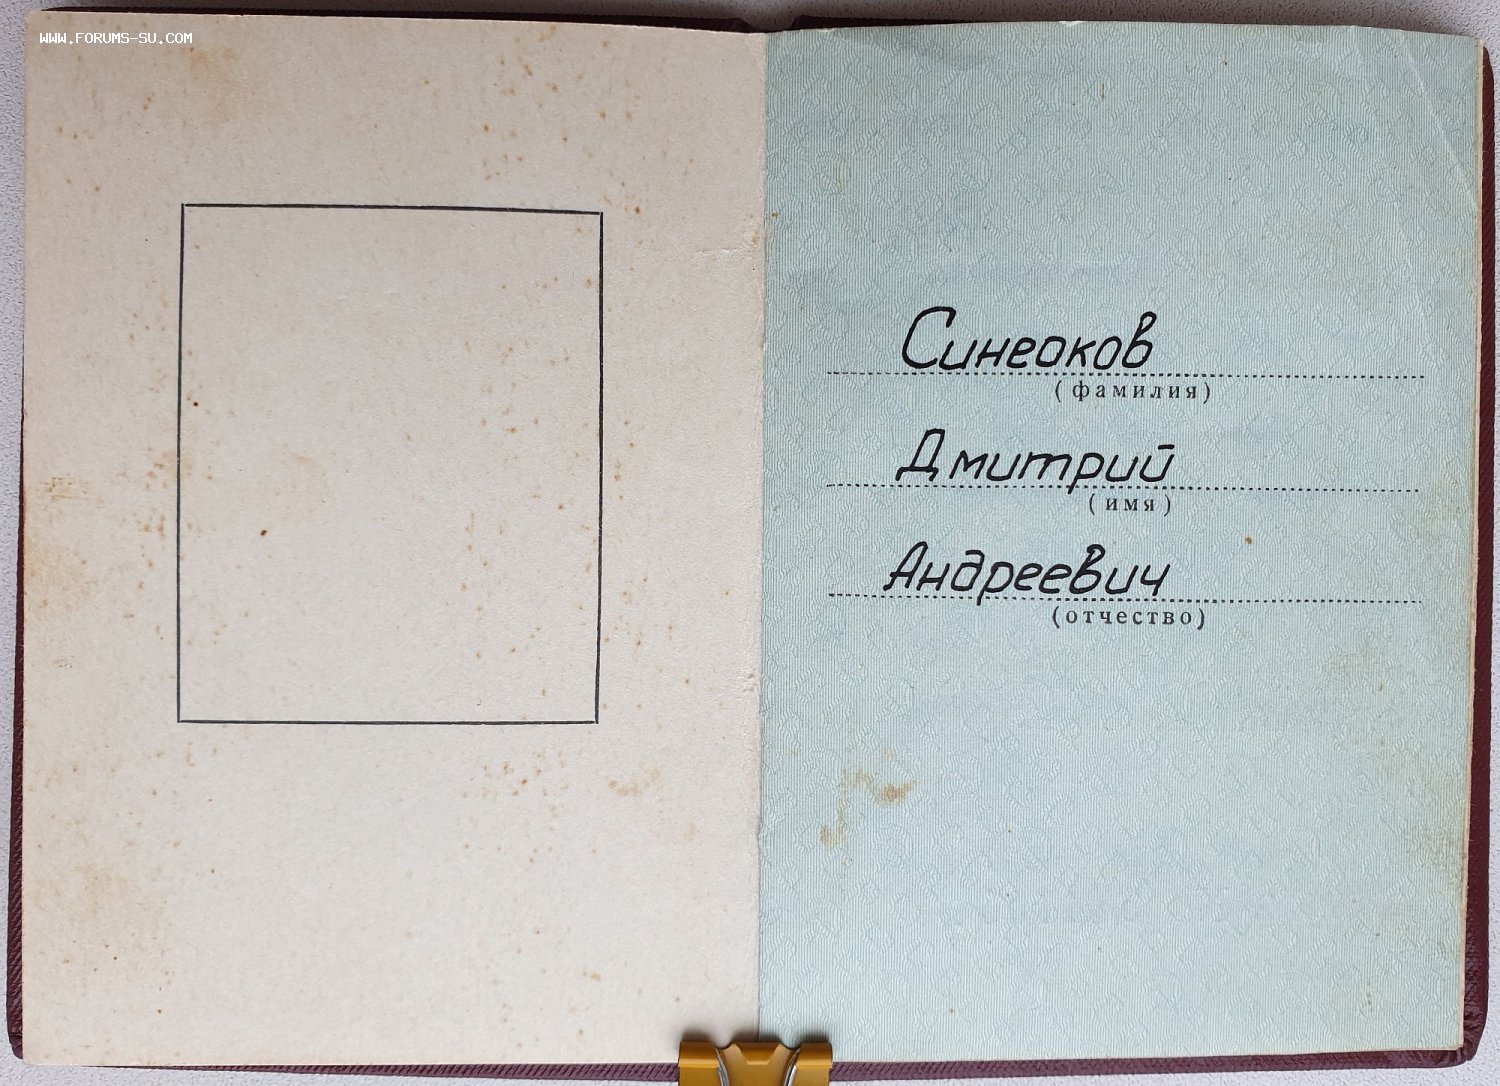 WWW.FORUMS-SU.COM
Синеоков
(фамилия)
Дмитрий
(имя)
Андреевич
(отчество)